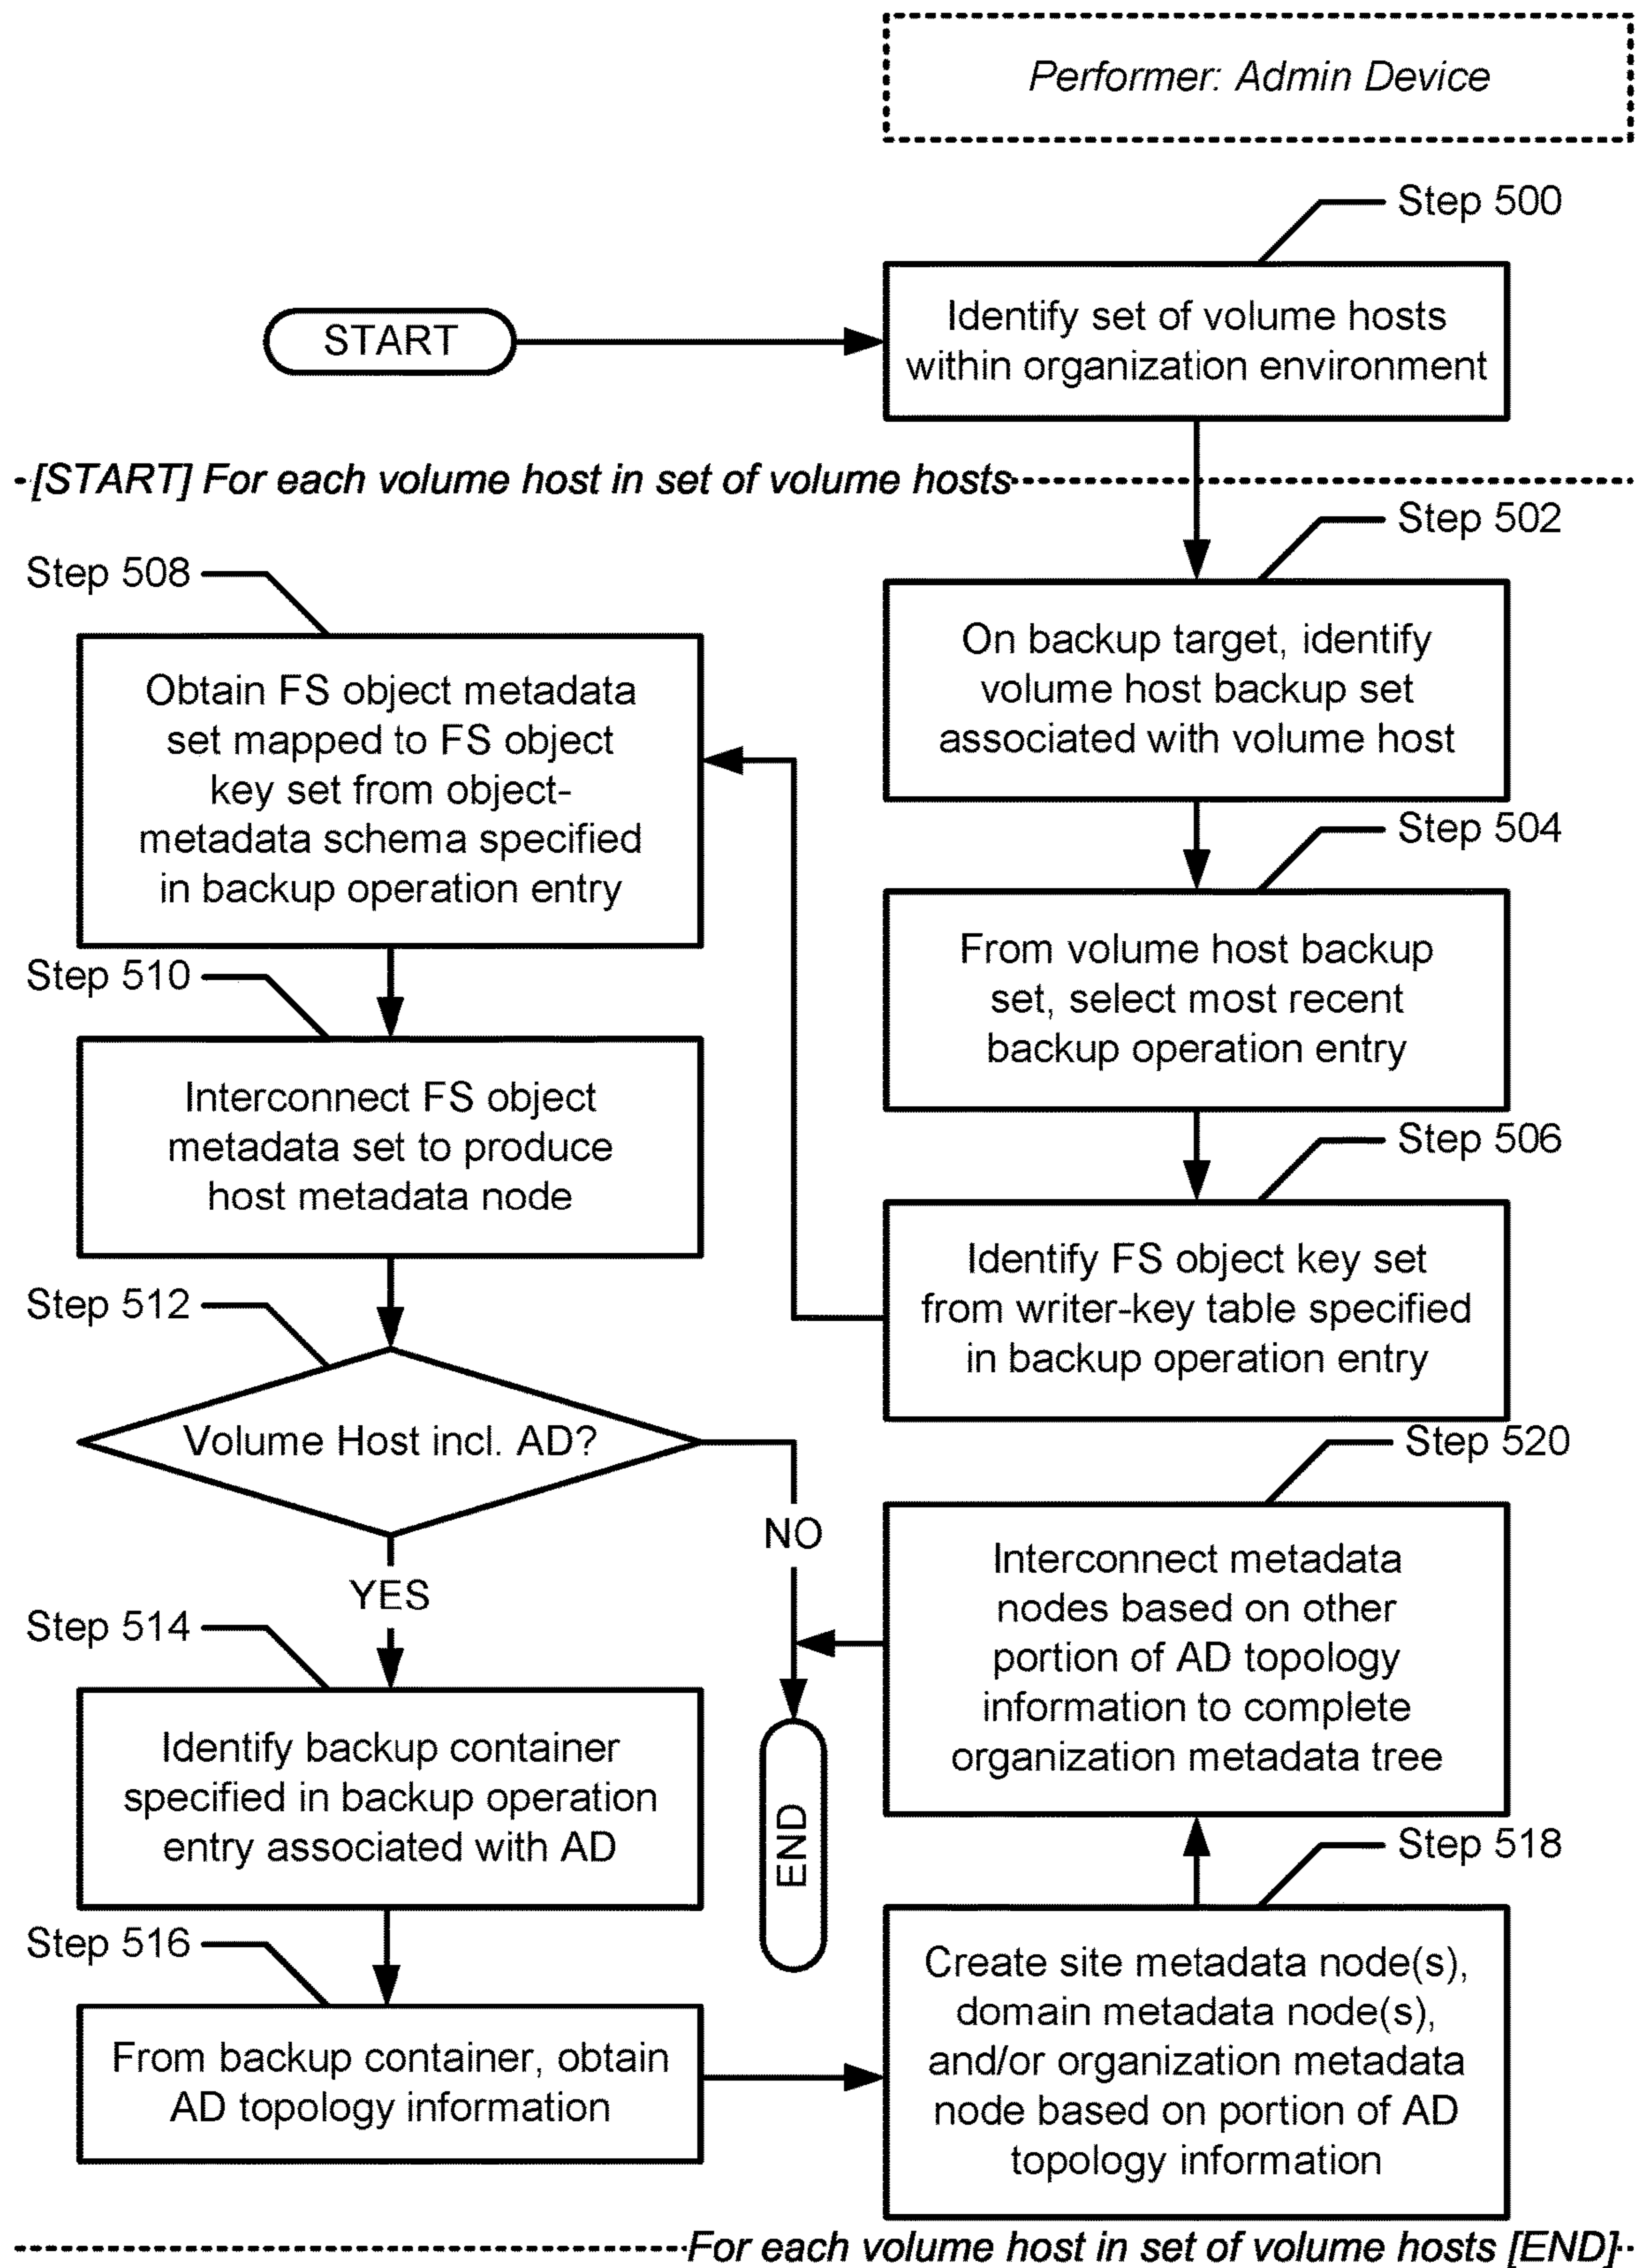 Performer: Admin Device
Step 500
START
Identify set of volume hosts
within organization environment
[START] For each volume host in set of volume hosts
Step 502
On backup target, identify
volume host backup set
associated with volume host
Step 504
From volume host backup
set, select most recent
backup operation entry
Step 506
Identify FS object key set
from writer-key table specified
in backup operation entry
Step 508
Obtain FS object metadata
set mapped to FS object
key set from object-
metadata schema specified
in backup operation entry
Step 510
Interconnect FS object
metadata set to produce
host metadata node
Step 512
Volume Host incl. AD?
NO
YES
Step 514
Identify backup container
specified in backup operation
entry associated with AD
Step 516
From backup container, obtain
AD topology information
Step 518
Create site metadata node(s),
domain metadata node(s),
and/or organization metadata
node based on portion of AD
topology information
Step 520
Interconnect metadata
nodes based on other
portion of AD topology
information to complete
organization metadata tree
END
For each volume host in set of volume hosts [END]